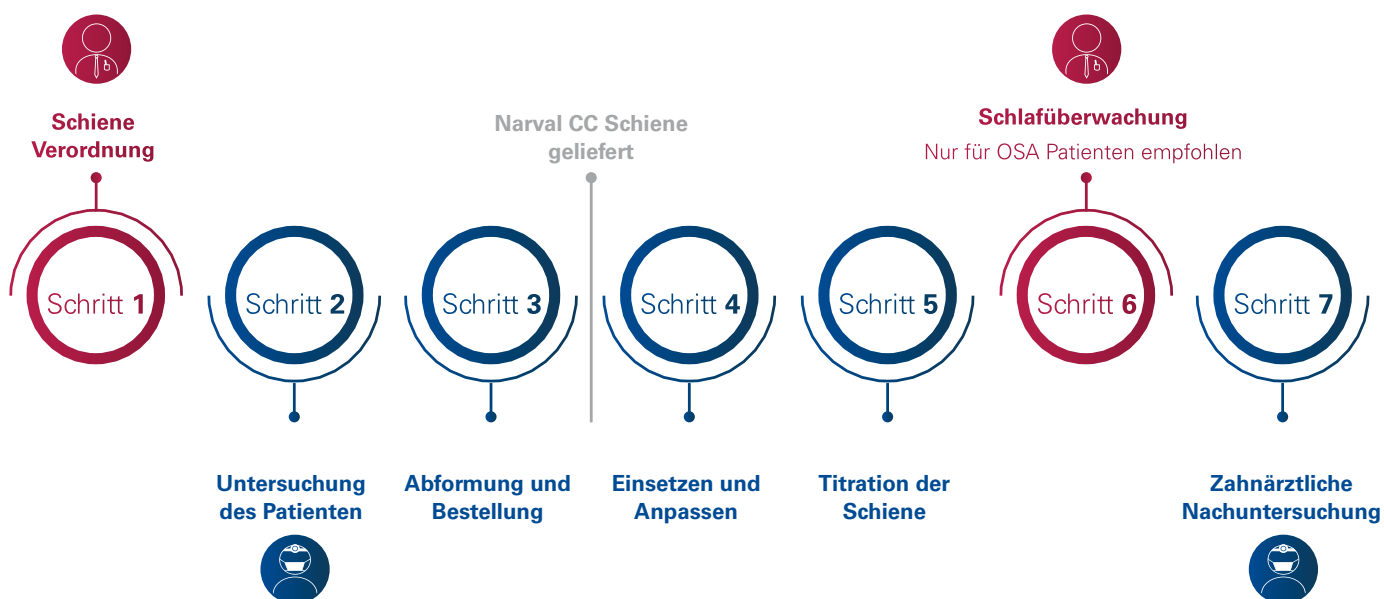 Schiene
Verordnung
Narval CC Schiene
geliefert
Schlafüberwachung
Nur für OSA Patienten empfohlen
Schritt 1
Schritt 2
Schritt 3
Schritt 4
Schritt 5
Schritt 6
Schritt 7
Untersuchung
des Patienten
Abformung und
Bestellung
Einsetzen und
Anpassen
Titration der
Schiene
Zahnärztliche
Nachuntersuchung